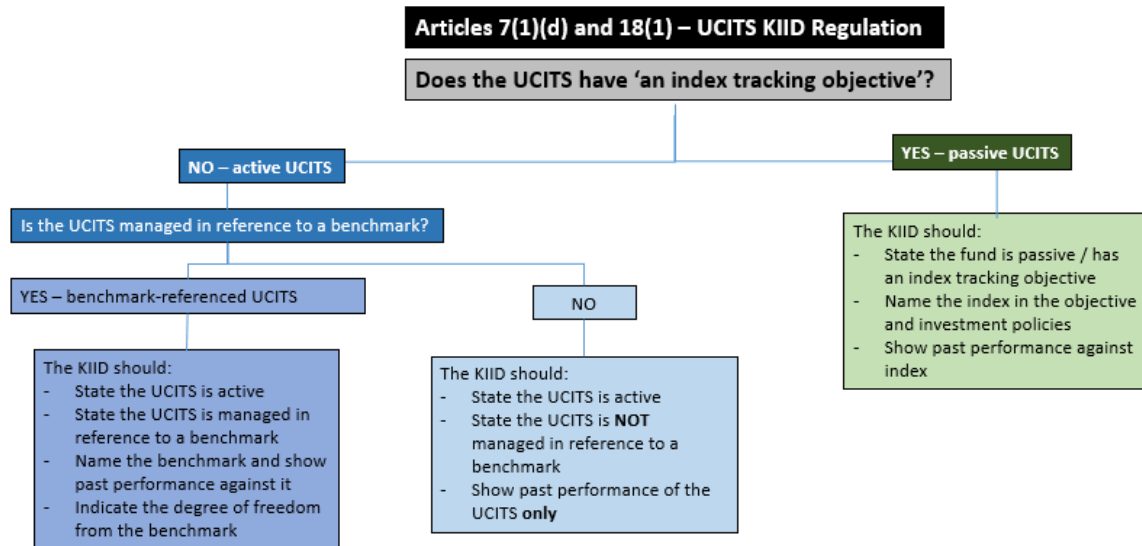 Articles 7(1)(d) and 18(1) – UCITS KIID Regulation
Does the UCITS have ‘an index tracking objective’?
NO – active UCITS
YES – passive UCITS
Is the UCITS managed in reference to a benchmark?
YES – benchmark-referenced UCITS
NO
The KIID should:
- State the UCITS is active
- State the UCITS is managed in
reference to a benchmark
- Name the benchmark and show
past performance against it
- Indicate the degree of freedom
from the benchmark
The KIID should:
- State the UCITS is active
- State the UCITS is NOT
managed in reference to a
benchmark
- Show past performance of the
UCITS only
The KIID should:
- State the fund is passive / has
an index tracking objective
- Name the index in the objective
and investment policies
- Show past performance against
index